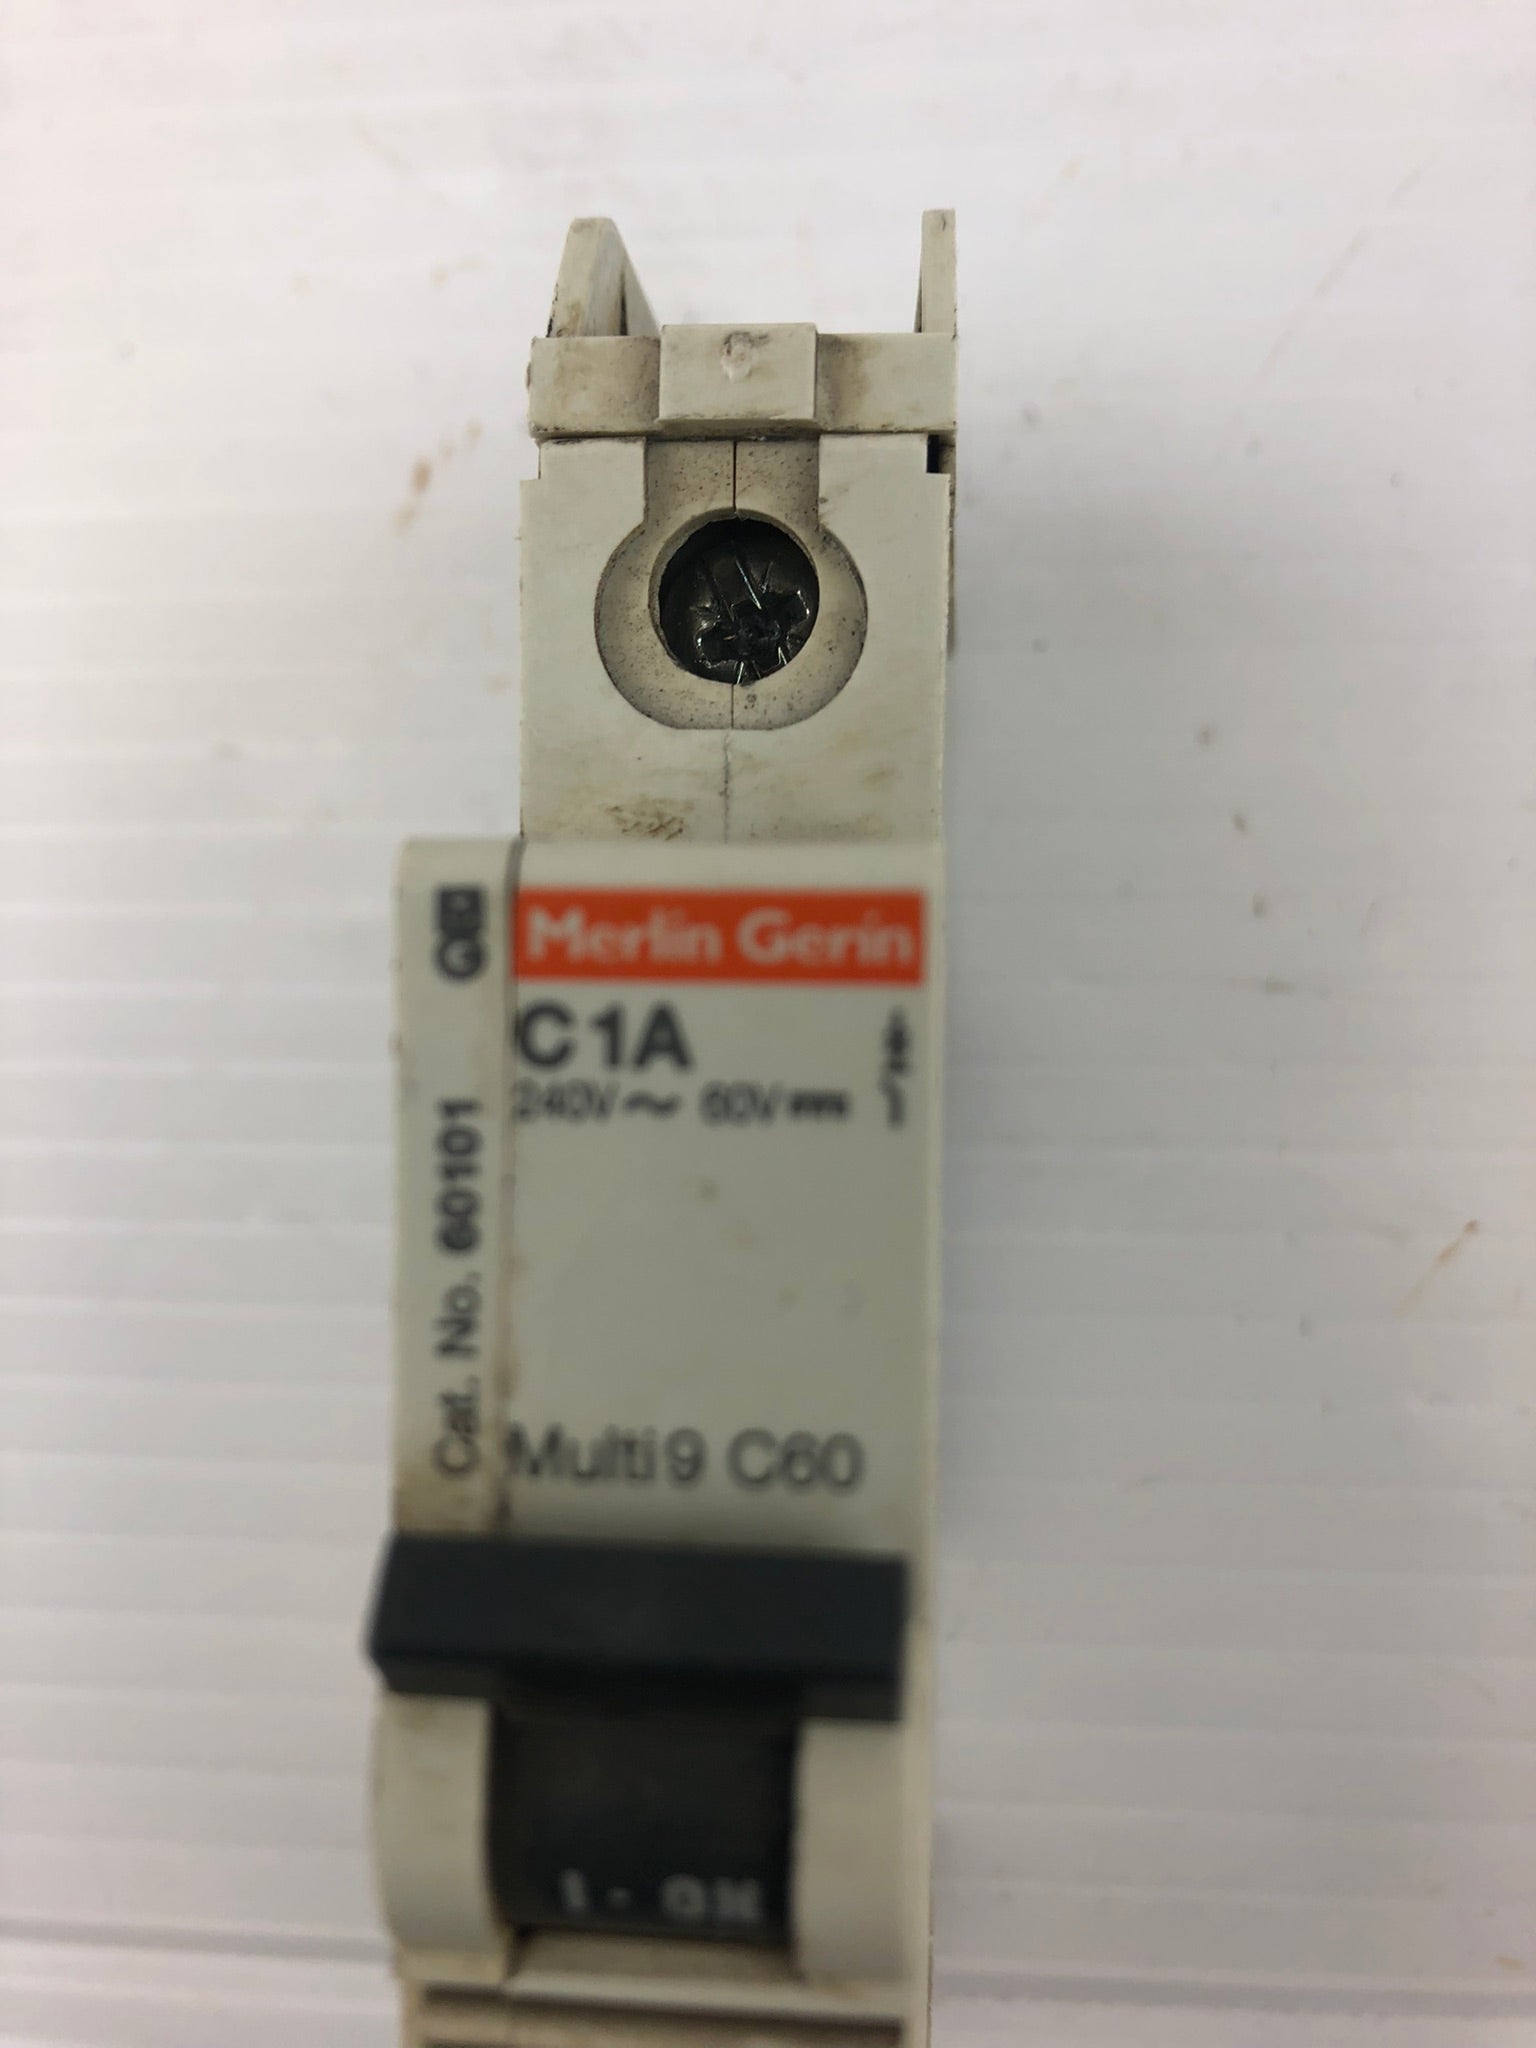 Merlin Gerin
C1A
240V~ 60V⎓
Cat. No. 60101
Multi9 C60
I - ON